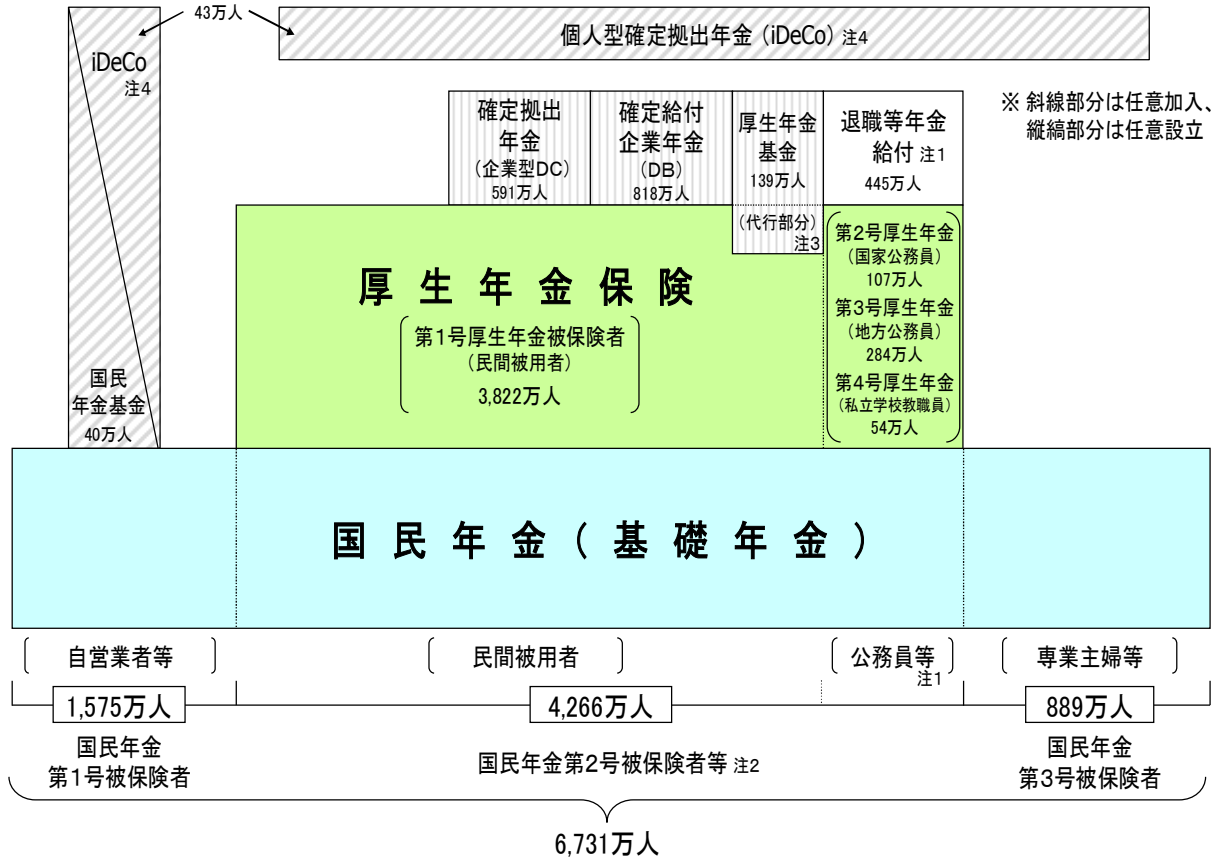 43万人
iDeCo
注4
個人型確定拠出年金（iDeCo）注4
※ 斜線部分は任意加入、
縦縞部分は任意設立
確定拠出
年金
（企業型DC）
591万人
確定給付
企業年金
（DB）
818万人
厚生年金
基金
139万人
（代行部分）
注3
退職等年金
給付 注1
445万人
厚生年金保険
第1号厚生年金被保険者
（民間被用者）
3,822万人
第2号厚生年金
（国家公務員）
107万人
第3号厚生年金
（地方公務員）
284万人
第4号厚生年金
（私立学校教職員）
54万人
国民
年金基金
40万人
国民年金（基礎年金）
自営業者等
民間被用者
公務員等
注1
専業主婦等
1,575万人
4,266万人
889万人
国民年金
第1号被保険者
国民年金第2号被保険者等 注2
国民年金
第3号被保険者
6,731万人